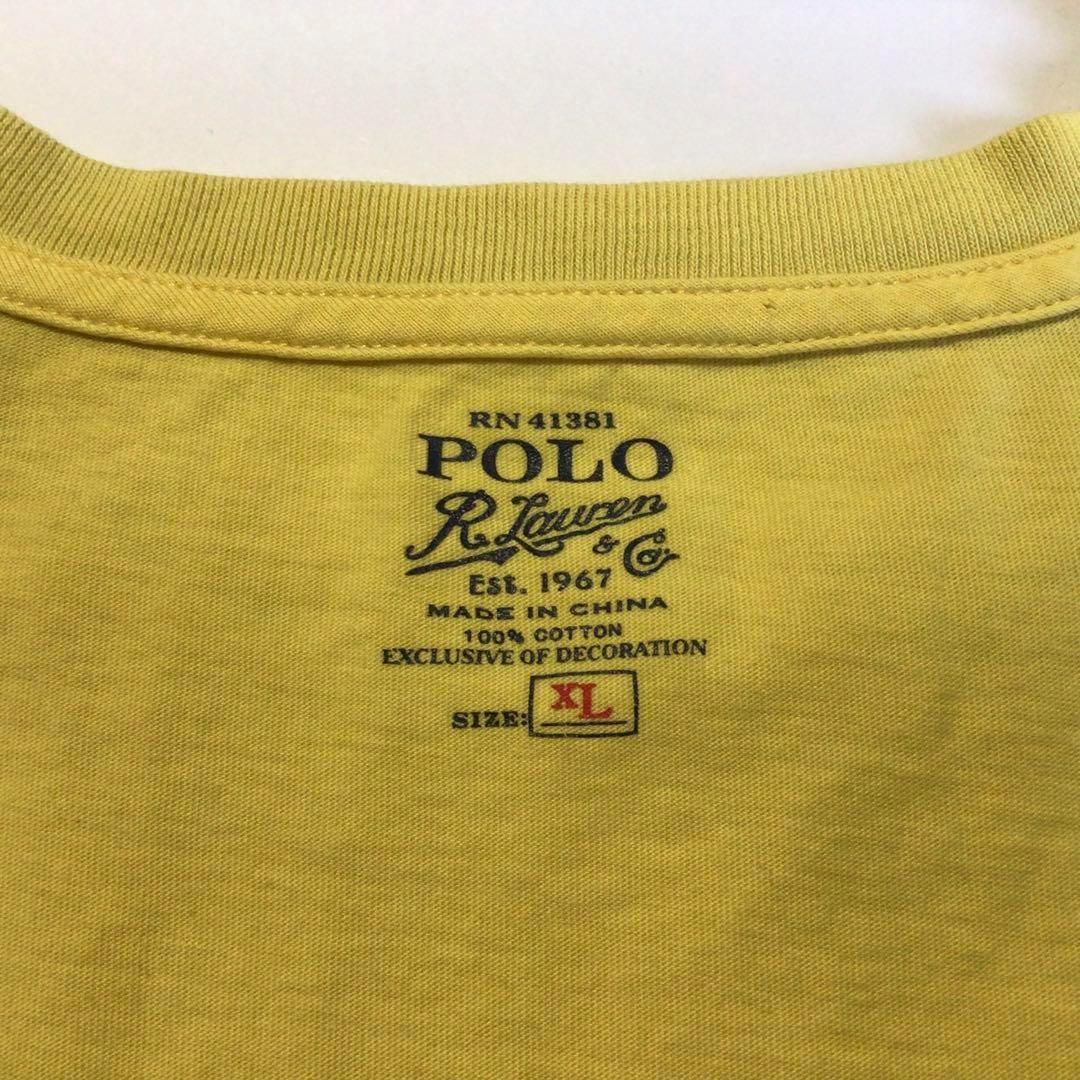 RN 41381
POLO
R. Lauren
& Co.
Est. 1967
MADE IN CHINA
100% COTTON
EXCLUSIVE OF DECORATION
SIZE: XL